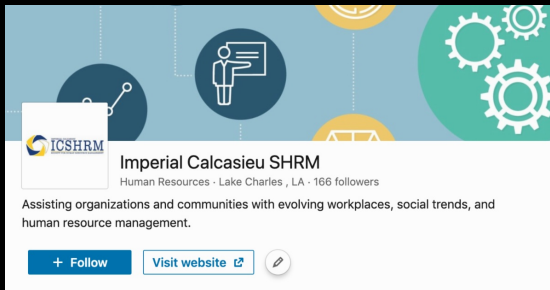 ICSHRM
Imperial Calcasieu SHRM
Human Resources · Lake Charles , LA · 166 followers
Assisting organizations and communities with evolving workplaces, social trends, and
human resource management.
+ Follow
Visit website